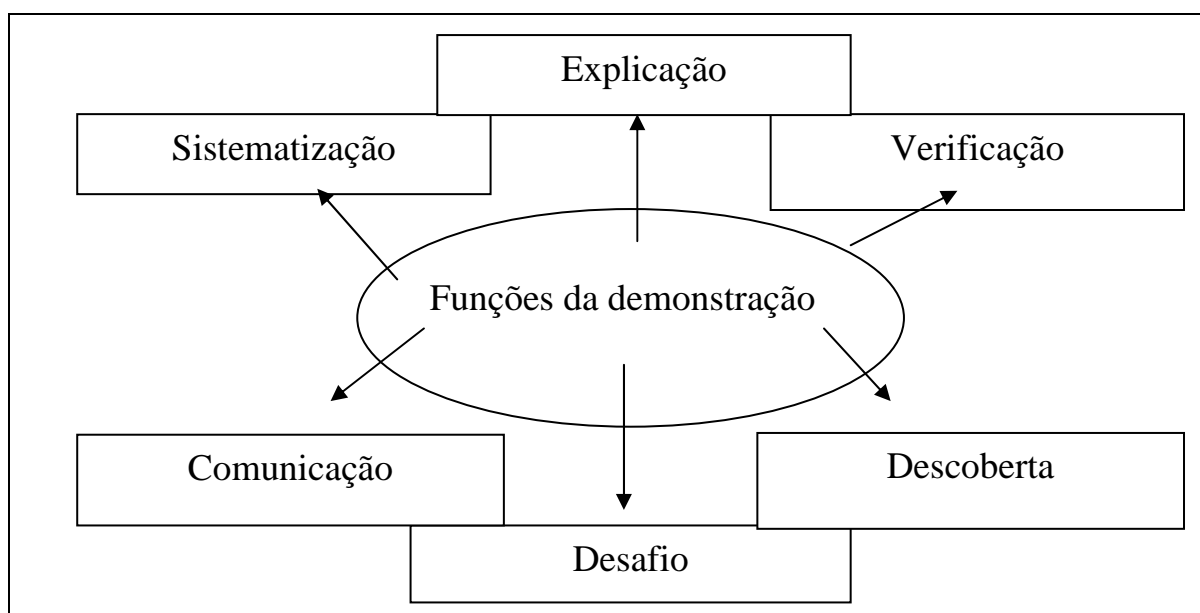 Explicação
Sistematização
Verificação
Funções da demonstração
Comunicação
Descoberta
Desafio